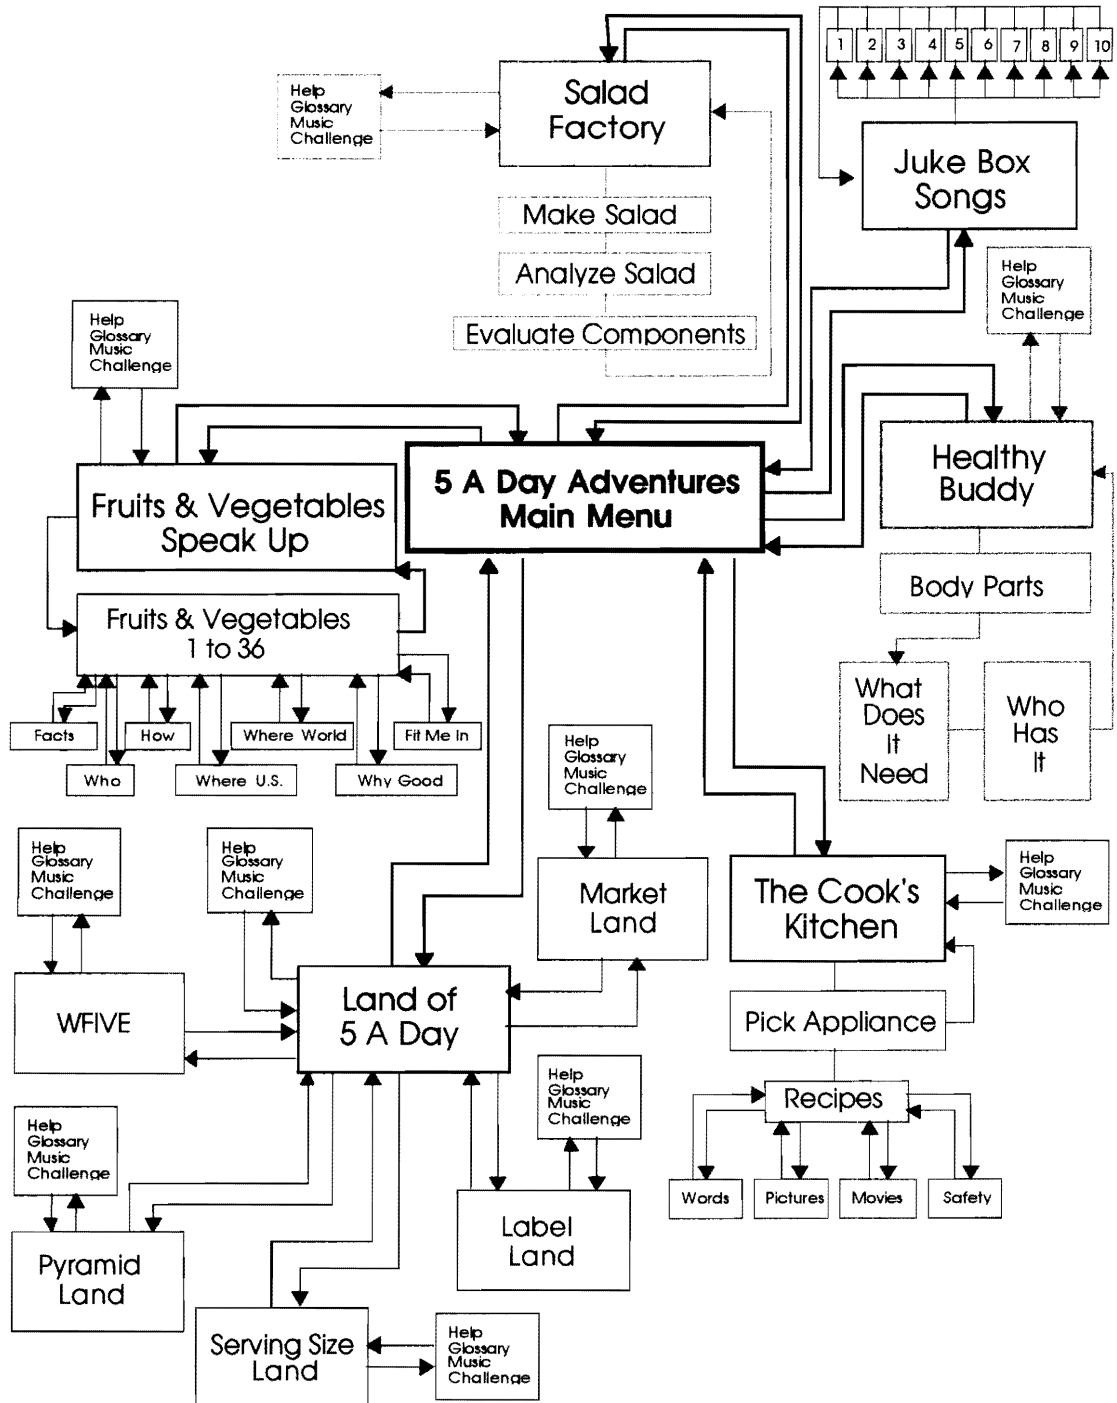 Salad
Factory
Help
Glossary
Music
Challenge
1 2 3 4 5 6 7 8 9 10
Juke Box
Songs
Make Salad
Analyze Salad
Evaluate Components
Help
Glossary
Music
Challenge
Help
Glossary
Music
Challenge
5 A Day Adventures
Main Menu
Healthy
Buddy
Fruits & Vegetables
Speak Up
Body Parts
Fruits & Vegetables
1 to 36
What
Does
It
Need
Who
Has
It
Facts
How
Where World
Fit Me In
Who
Where U.S.
Why Good
Help
Glossary
Music
Challenge
Help
Glossary
Music
Challenge
Help
Glossary
Music
Challenge
Market
Land
The Cook's
Kitchen
Help
Glossary
Music
Challenge
WFIVE
Land of
5 A Day
Pick Appliance
Help
Glossary
Music
Challenge
Recipes
Help
Glossary
Music
Challenge
Words
Pictures
Movies
Safety
Label
Land
Pyramid
Land
Serving Size
Land
Help
Glossary
Music
Challenge